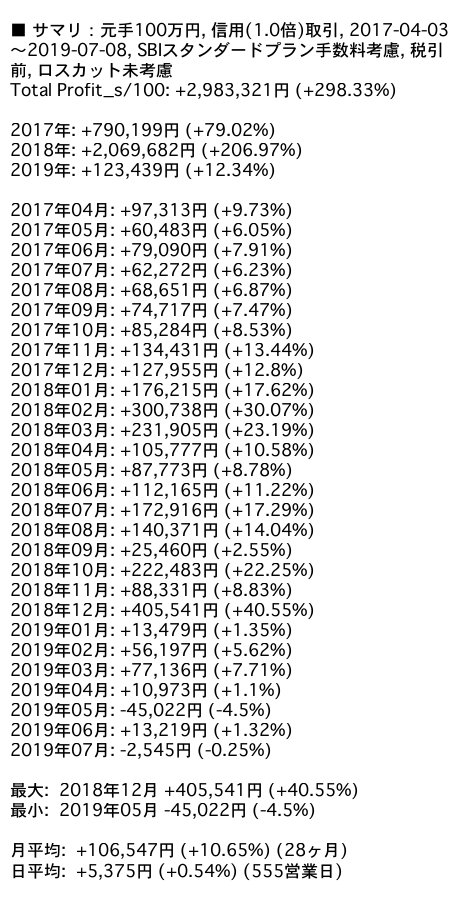 ■ サマリ：元手100万円, 信用(1.0倍)取引, 2017-04-03
～2019-07-08, SBIスタンダードプラン手数料考慮, 税引
前, ロスカット未考慮
Total Profit_s/100: +2,983,321円 (+298.33%)
2017年: +790,199円 (+79.02%)
2018年: +2,069,682円 (+206.97%)
2019年: +123,439円 (+12.34%)
2017年04月: +97,313円 (+9.73%)
2017年05月: +60,483円 (+6.05%)
2017年06月: +79,090円 (+7.91%)
2017年07月: +62,272円 (+6.23%)
2017年08月: +68,651円 (+6.87%)
2017年09月: +74,717円 (+7.47%)
2017年10月: +85,284円 (+8.53%)
2017年11月: +134,431円 (+13.44%)
2017年12月: +127,955円 (+12.8%)
2018年01月: +176,215円 (+17.62%)
2018年02月: +300,738円 (+30.07%)
2018年03月: +231,905円 (+23.19%)
2018年04月: +105,777円 (+10.58%)
2018年05月: +87,773円 (+8.78%)
2018年06月: +112,165円 (+11.22%)
2018年07月: +172,916円 (+17.29%)
2018年08月: +140,371円 (+14.04%)
2018年09月: +25,460円 (+2.55%)
2018年10月: +222,483円 (+22.25%)
2018年11月: +88,331円 (+8.83%)
2018年12月: +405,541円 (+40.55%)
2019年01月: +13,479円 (+1.35%)
2019年02月: +56,197円 (+5.62%)
2019年03月: +77,136円 (+7.71%)
2019年04月: +10,973円 (+1.1%)
2019年05月: -45,022円 (-4.5%)
2019年06月: +13,219円 (+1.32%)
2019年07月: -2,545円 (-0.25%)
最大: 2018年12月 +405,541円 (+40.55%)
最小: 2019年05月 -45,022円 (-4.5%)
月平均: +106,547円 (+10.65%) (28ヶ月)
日平均: +5,375円 (+0.54%) (555営業日)